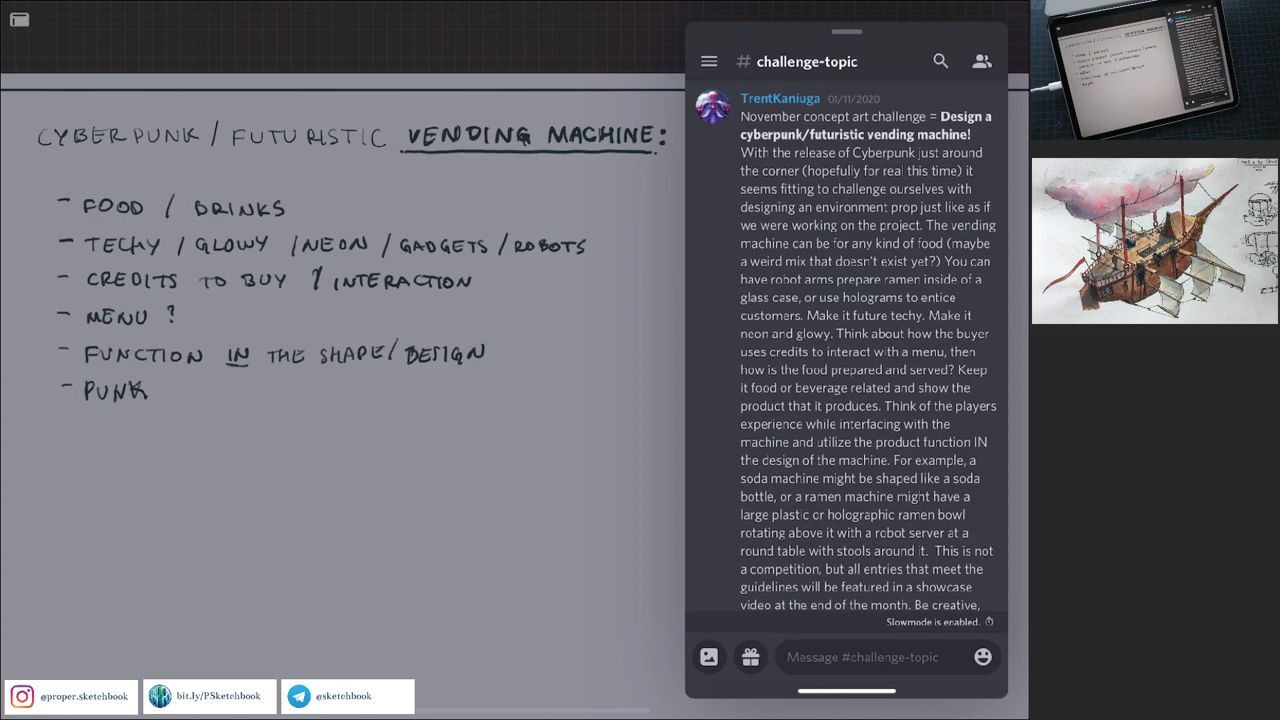 CYBERPUNK / FUTURISTIC VENDING MACHINE:
- FOOD / DRINKS
- TECHY / GLOWY / NEON / GADGETS / ROBOTS
- CREDITS TO BUY / INTERACTION
- MENU ?
- FUNCTION IN THE SHAPE / DESIGN
- PUNK
# challenge-topic
TrentKaniuga 01/11/2020
November concept art challenge = Design a
cyberpunk/futuristic vending machine!
With the release of Cyberpunk just around
the corner (hopefully for real this time) it
seems fitting to challenge ourselves with
designing an environment prop just like as if
we were working on the project. The vending
machine can be for any kind of food (maybe
a weird mix that doesn't exist yet?) You can
have robot arms prepare ramen inside of a
glass case, or use holograms to entice
customers. Make it future techy. Make it
neon and glowy. Think about how the buyer
uses credits to interact with a menu, then
how is the food prepared and served? Keep
it food or beverage related and show the
product that it produces. Think of the players
experience while interfacing with the
machine and utilize the product function IN
the design of the machine. For example, a
soda machine might be shaped like a soda
bottle, or a ramen machine might have a
large plastic or holographic ramen bowl
rotating above it with a robot server at a
round table with stools around it. This is not
a competition, but all entries that meet the
guidelines will be featured in a showcase
video at the end of the month. Be creative,
Slowmode is enabled.
Message #challenge-topic
@proper.sketchbook
bit.ly/PSketchbook
@sketchbook